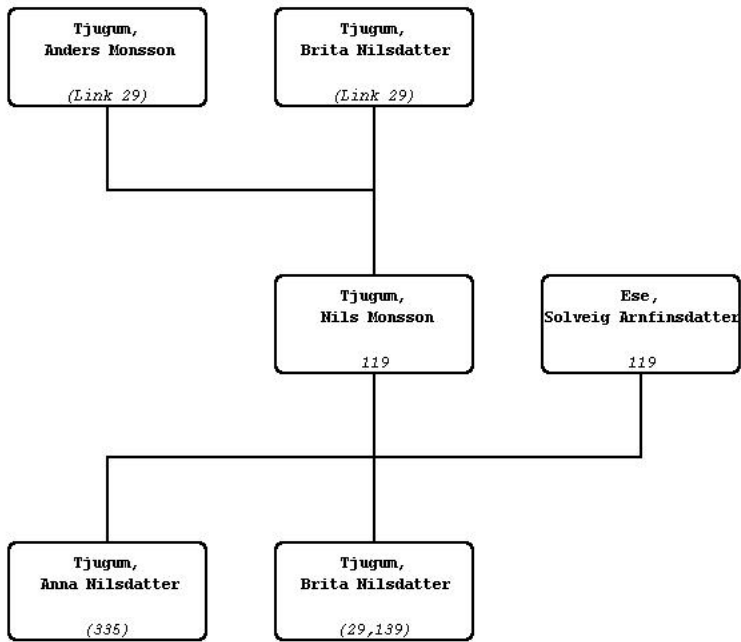 Tjugum,
Anders Monsson
(Link 29)
Tjugum,
Brita Nilsdatter
(Link 29)
Tjugum,
Nils Monsson
119
Ese,
Solveig Arnfinsdatter
119
Tjugum,
Anna Nilsdatter
(335)
Tjugum,
Brita Nilsdatter
(29,139)